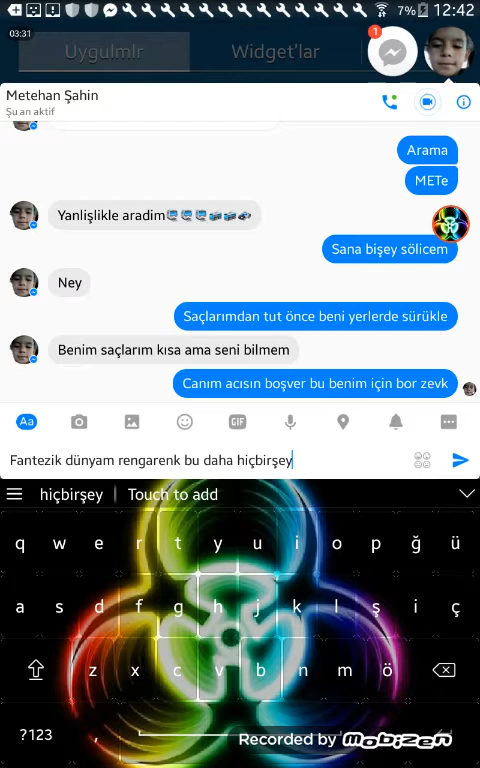 7% 12:42
03:31
Uygulmlr Widget'lar
1
Metehan Şahin
Şu an aktif
Arama
METe
Yanlişlikle aradim
Sana bişey sölicem
Ney
Saçlarımdan tut önce beni yerlerde sürükle
Benim saçlarım kısa ama seni bilmem
Canım acısın boşver bu benim için bor zevk
Aa GIF
Fantezik dünyam rengarenk bu daha hiçbirşey
hiçbirşey Touch to add
q w e r t y u ı o p ğ ü
a s d f g h j k l ş i ç
z x c v b n m ö
?123 ,
Recorded by Mobizen